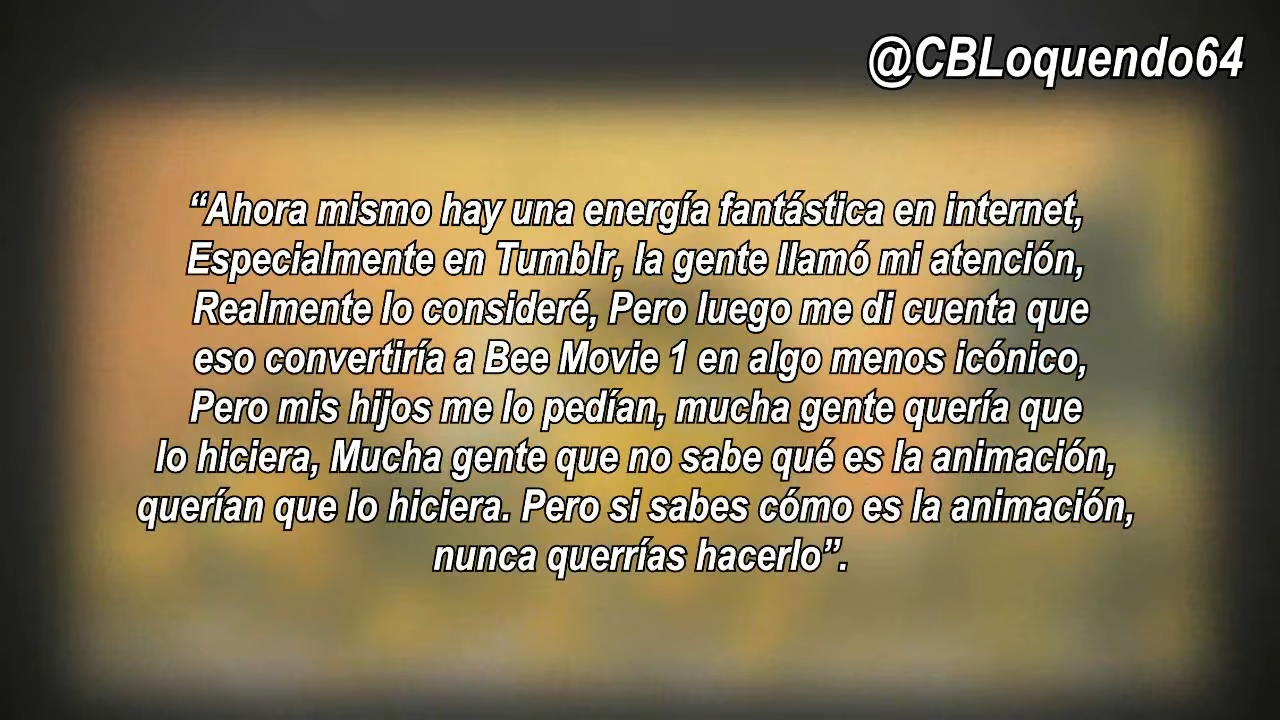 @CBLoquendo64
“Ahora mismo hay una energía fantástica en internet,
Especialmente en Tumblr, la gente llamó mi atención,
Realmente lo consideré, Pero luego me di cuenta que
eso convertiría a Bee Movie 1 en algo menos icónico,
Pero mis hijos me lo pedían, mucha gente quería que
lo hiciera, Mucha gente que no sabe qué es la animación,
querían que lo hiciera. Pero si sabes cómo es la animación,
nunca querrías hacerlo”.